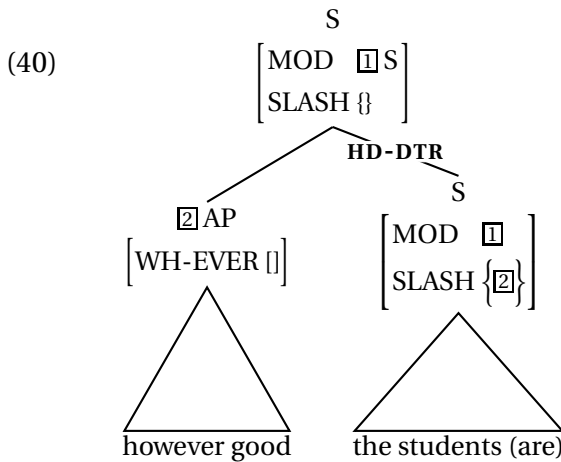 (40)
S
[MOD 1 S
SLASH {}]
HD-DTR
2 AP
[WH-EVER []]
S
[MOD 1
SLASH {2}]
however good
the students (are)